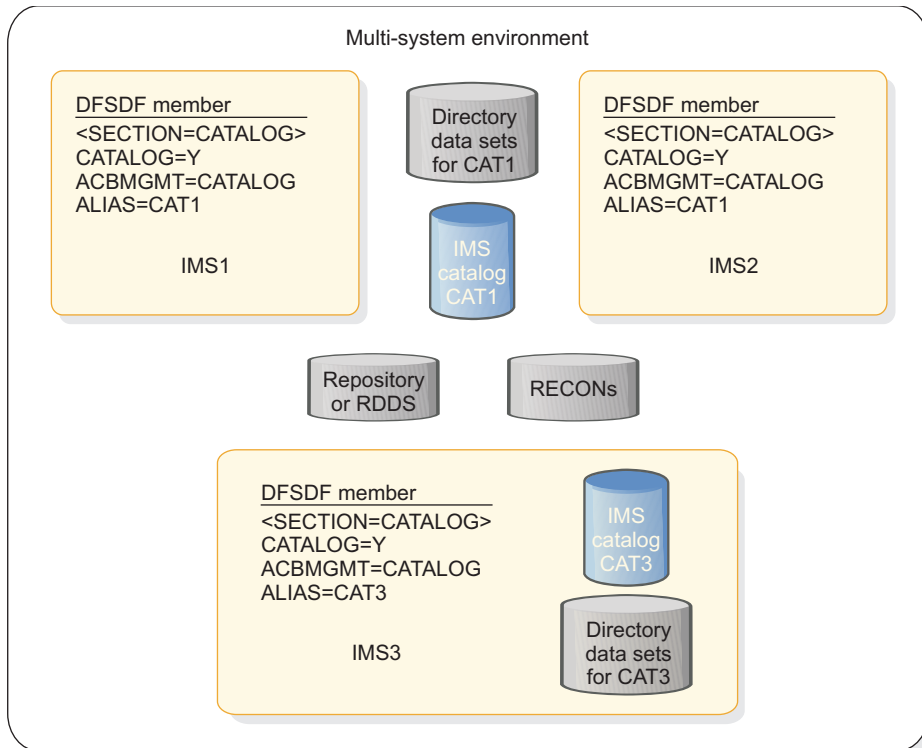 Multi-system environment
DFSDF member
<SECTION=CATALOG>
CATALOG=Y
ACBMGMT=CATALOG
ALIAS=CAT1
IMS1
Directory
data sets
for CAT1
IMS
catalog
CAT1
DFSDF member
<SECTION=CATALOG>
CATALOG=Y
ACBMGMT=CATALOG
ALIAS=CAT1
IMS2
Repository
or RDDS
RECONs
DFSDF member
<SECTION=CATALOG>
CATALOG=Y
ACBMGMT=CATALOG
ALIAS=CAT3
IMS3
IMS
catalog
CAT3
Directory
data sets
for CAT3